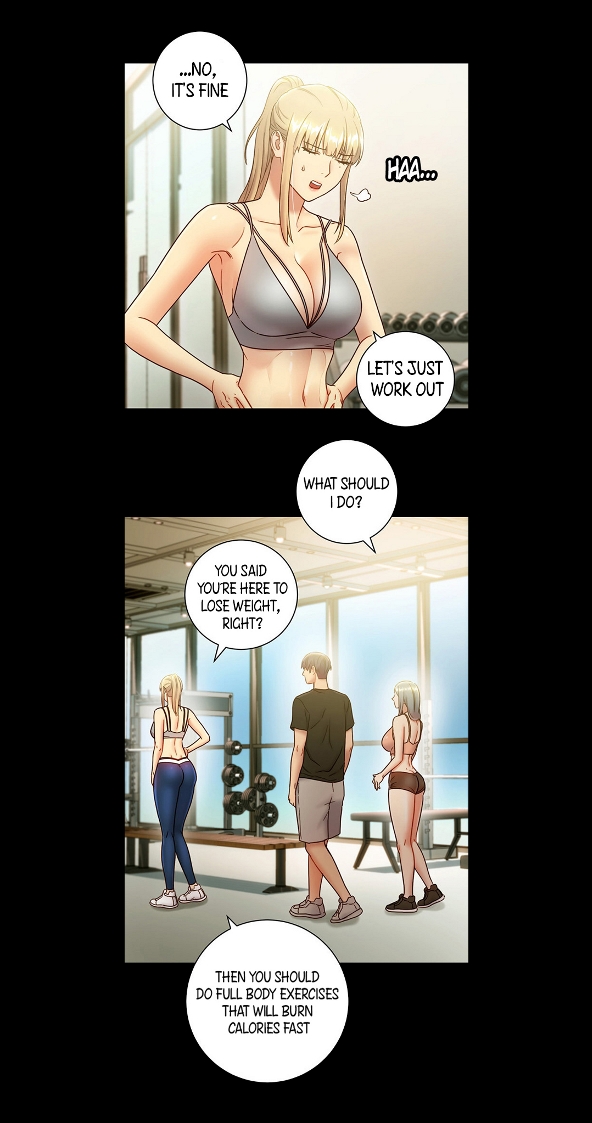 ...NO,
IT'S FINE
HAA...
LET'S JUST
WORK OUT
WHAT SHOULD
I DO?
YOU SAID
YOU'RE HERE TO
LOSE WEIGHT,
RIGHT?
THEN YOU SHOULD
DO FULL BODY EXERCISES
THAT WILL BURN
CALORIES FAST